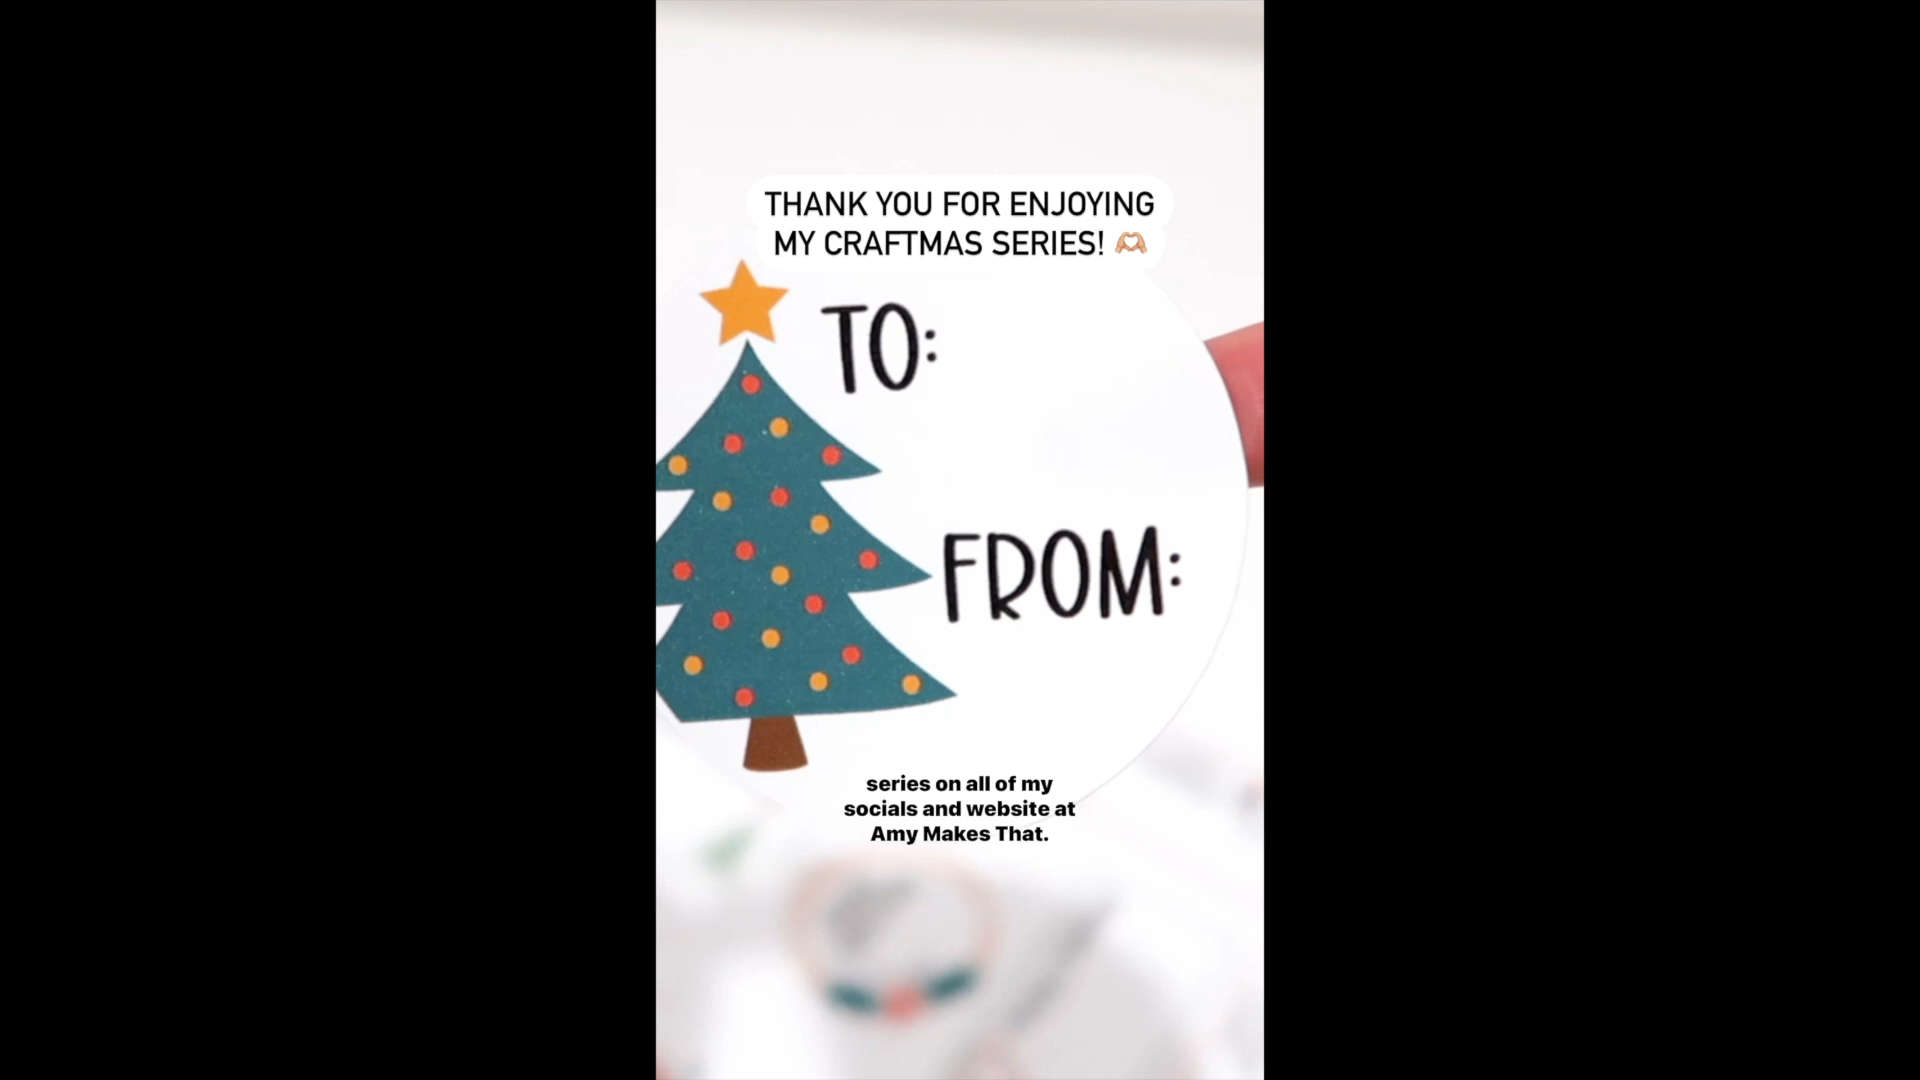 THANK YOU FOR ENJOYING
MY CRAFTMAS SERIES! 🫶🏼
TO:
FROM:
series on all of my
socials and website at
Amy Makes That.